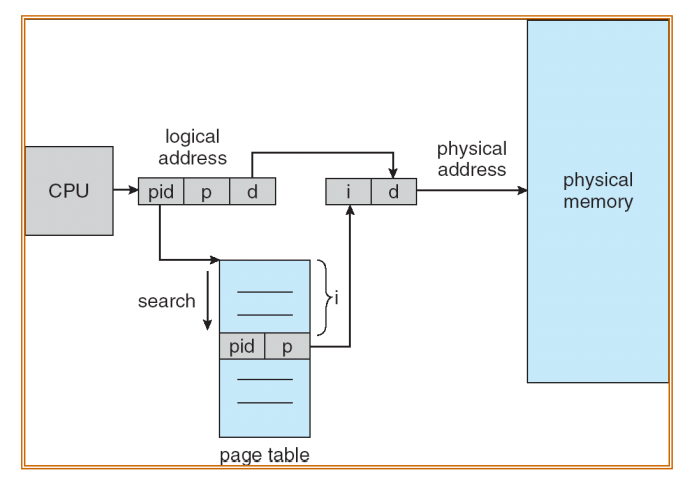 logical
address
CPU
pid p d
i d
physical
address
physical
memory
search
i
pid p
page table